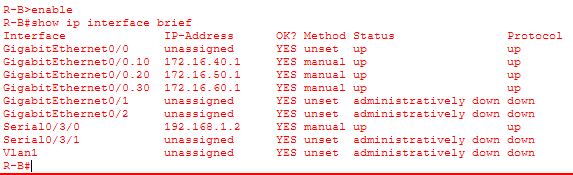 R-B>enable
R-B#show ip interface brief
Interface              IP-Address      OK? Method Status                Protocol
GigabitEthernet0/0     unassigned      YES unset  up                    up
GigabitEthernet0/0.10  172.16.40.1     YES manual up                    up
GigabitEthernet0/0.20  172.16.50.1     YES manual up                    up
GigabitEthernet0/0.30  172.16.60.1     YES manual up                    up
GigabitEthernet0/1     unassigned      YES unset  administratively down down
GigabitEthernet0/2     unassigned      YES unset  administratively down down
Serial0/3/0            192.168.1.2     YES manual up                    up
Serial0/3/1            unassigned      YES unset  administratively down down
Vlan1                  unassigned      YES unset  administratively down down
R-B#